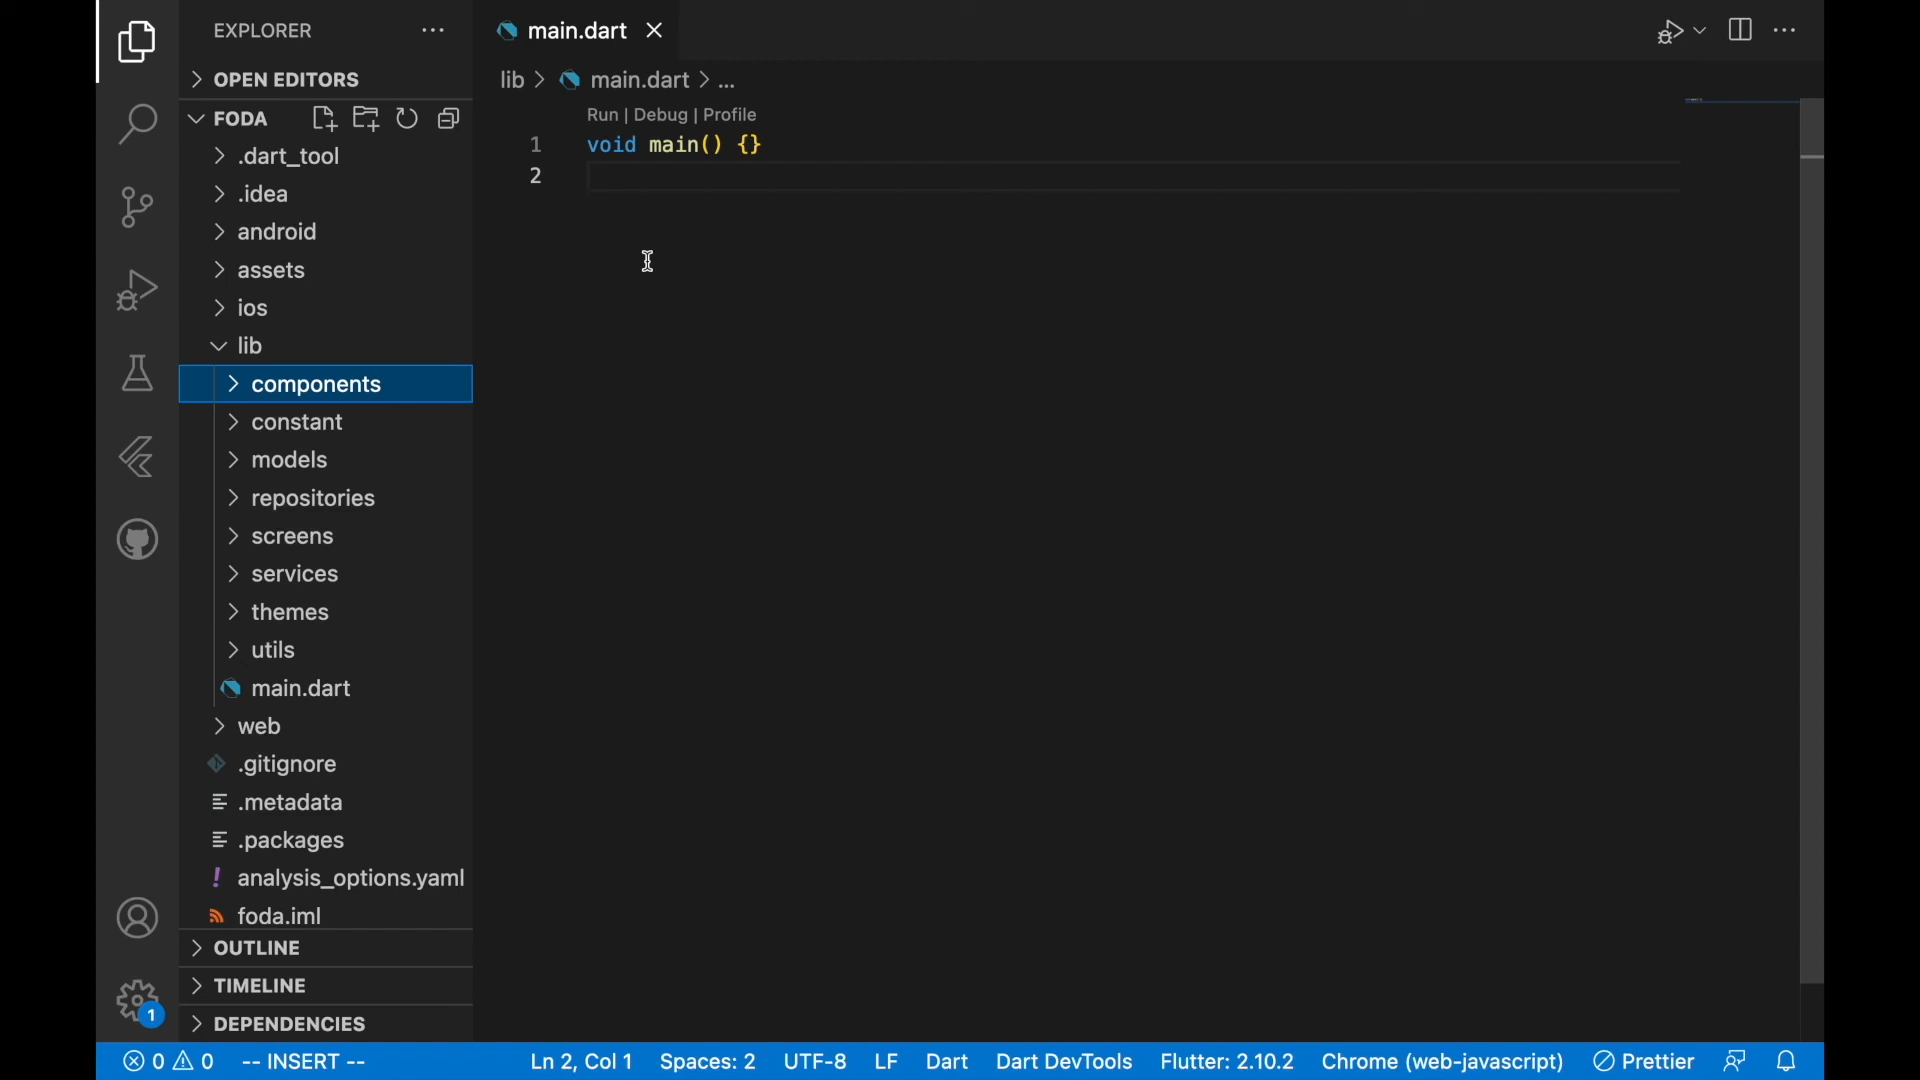 EXPLORER
OPEN EDITORS
FODA
.dart_tool
.idea
android
assets
ios
lib
components
constant
models
repositories
screens
services
themes
utils
main.dart
web
.gitignore
.metadata
.packages
analysis_options.yaml
foda.iml
OUTLINE
TIMELINE
DEPENDENCIES
1
main.dart
lib > main.dart > ...
Run | Debug | Profile
1 void main() {}
2
0 0 -- INSERT -- Ln 2, Col 1 Spaces: 2 UTF-8 LF Dart Dart DevTools Flutter: 2.10.2 Chrome (web-javascript) Prettier